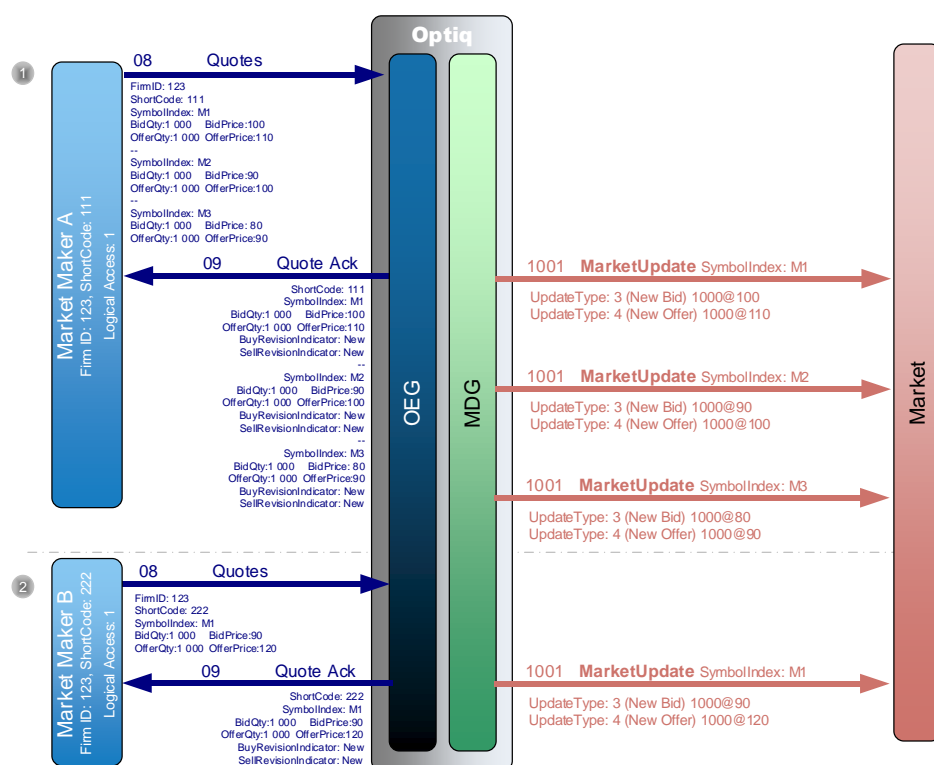 Optiq
1
08 Quotes
FirmID: 123
ShortCode: 111
SymbolIndex: M1
BidQty:1 000 BidPrice:100
OfferQty:1 000 OfferPrice:110
--
SymbolIndex: M2
BidQty:1 000 BidPrice:90
OfferQty:1 000 OfferPrice:100
--
SymbolIndex: M3
BidQty:1 000 BidPrice: 80
OfferQty:1 000 OfferPrice:90
Market Maker A
Firm ID: 123, ShortCode: 111
Logical Access: 1
09 Quote Ack
ShortCode: 111
SymbolIndex: M1
BidQty:1 000 BidPrice:100
OfferQty:1 000 OfferPrice:110
BuyRevisionIndicator: New
SellRevisionIndicator: New
--
SymbolIndex: M2
BidQty:1 000 BidPrice:90
OfferQty:1 000 OfferPrice:100
BuyRevisionIndicator: New
SellRevisionIndicator: New
--
SymbolIndex: M3
BidQty:1 000 BidPrice: 80
OfferQty:1 000 OfferPrice:90
BuyRevisionIndicator: New
SellRevisionIndicator: New
OEG
MDG
1001 MarketUpdate SymbolIndex: M1
UpdateType: 3 (New Bid) 1000@100
UpdateType: 4 (New Offer) 1000@110
1001 MarketUpdate SymbolIndex: M2
UpdateType: 3 (New Bid) 1000@90
UpdateType: 4 (New Offer) 1000@100
1001 MarketUpdate SymbolIndex: M3
UpdateType: 3 (New Bid) 1000@80
UpdateType: 4 (New Offer) 1000@90
Market
2
08 Quotes
FirmID: 123
ShortCode: 222
SymbolIndex: M1
BidQty:1 000 BidPrice:90
OfferQty:1 000 OfferPrice:120
Market Maker B
Firm ID: 123, ShortCode: 222
Logical Access: 1
09 Quote Ack
ShortCode: 222
SymbolIndex: M1
BidQty:1 000 BidPrice:90
OfferQty:1 000 OfferPrice:120
BuyRevisionIndicator: New
SellRevisionIndicator: New
1001 MarketUpdate SymbolIndex: M1
UpdateType: 3 (New Bid) 1000@90
UpdateType: 4 (New Offer) 1000@120